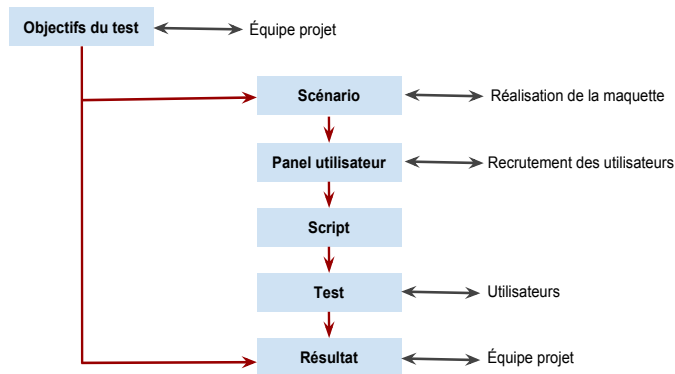 Objectifs du test
Équipe projet
Scénario
Réalisation de la maquette
Panel utilisateur
Recrutement des utilisateurs
Script
Test
Utilisateurs
Résultat
Équipe projet